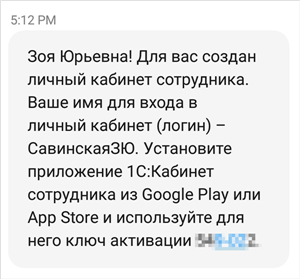 5:12 PM
Зоя Юрьевна! Для вас создан
личный кабинет сотрудника.
Ваше имя для входа в
личный кабинет (логин) –
СавинскаяЗЮ. Установите
приложение 1С:Кабинет
сотрудника из Google Play или
App Store и используйте для
него ключ активации